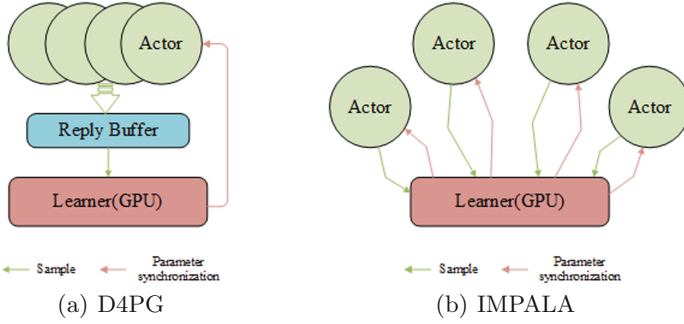 Actor
Reply Buffer
Learner(GPU)
Sample
Parameter
synchronization
(a) D4PG
Actor
Actor
Actor
Actor
Learner(GPU)
Sample
Parameter
synchronization
(b) IMPALA